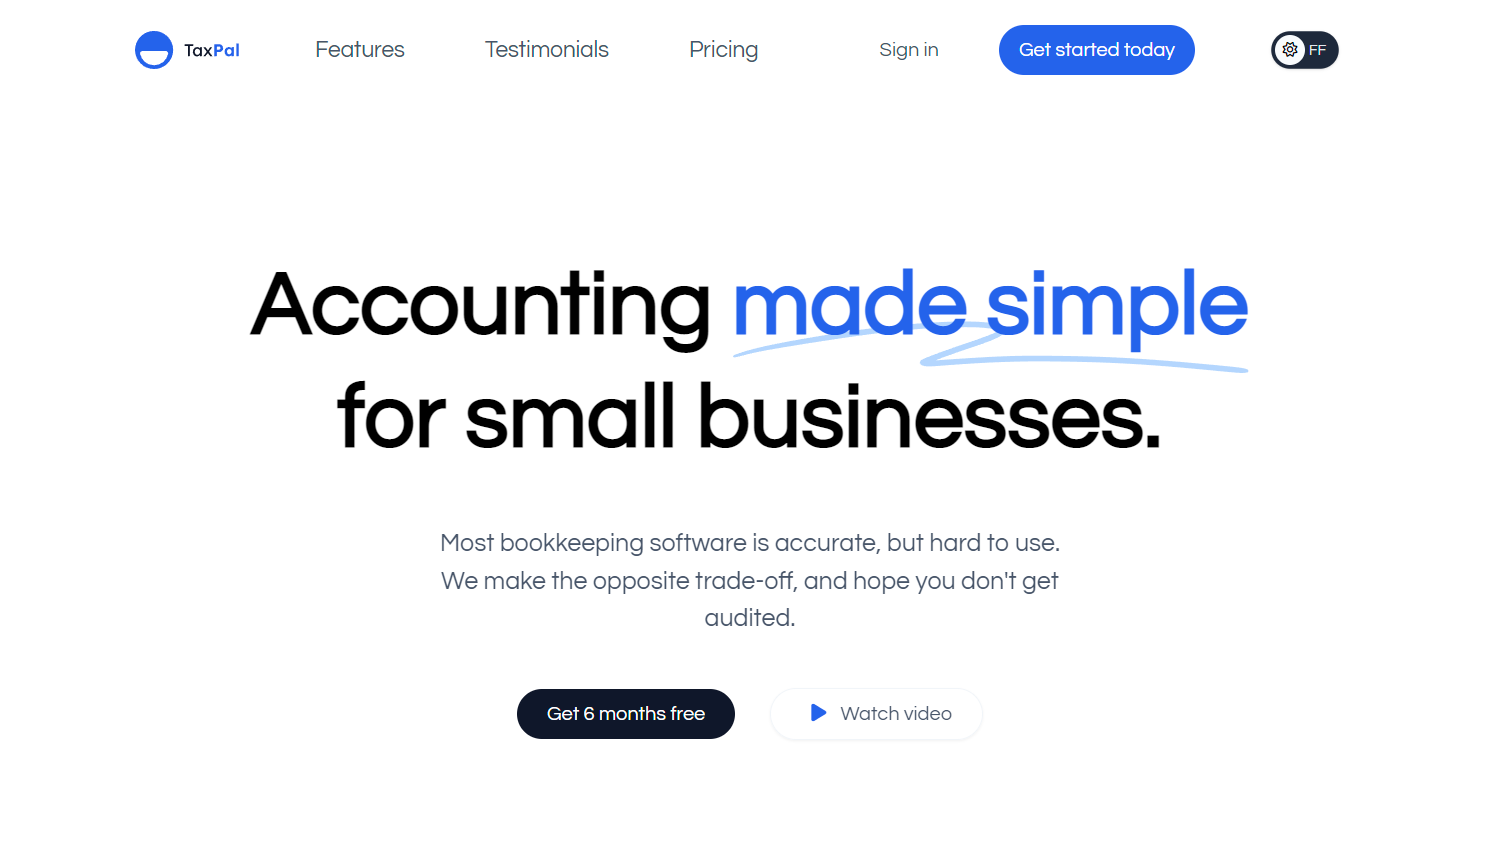 TaxPal
Features
Testimonials
Pricing
Sign in
Get started today
FF
Accounting made simple
for small businesses.
Most bookkeeping software is accurate, but hard to use.
We make the opposite trade-off, and hope you don't get
audited.
Get 6 months free
Watch video